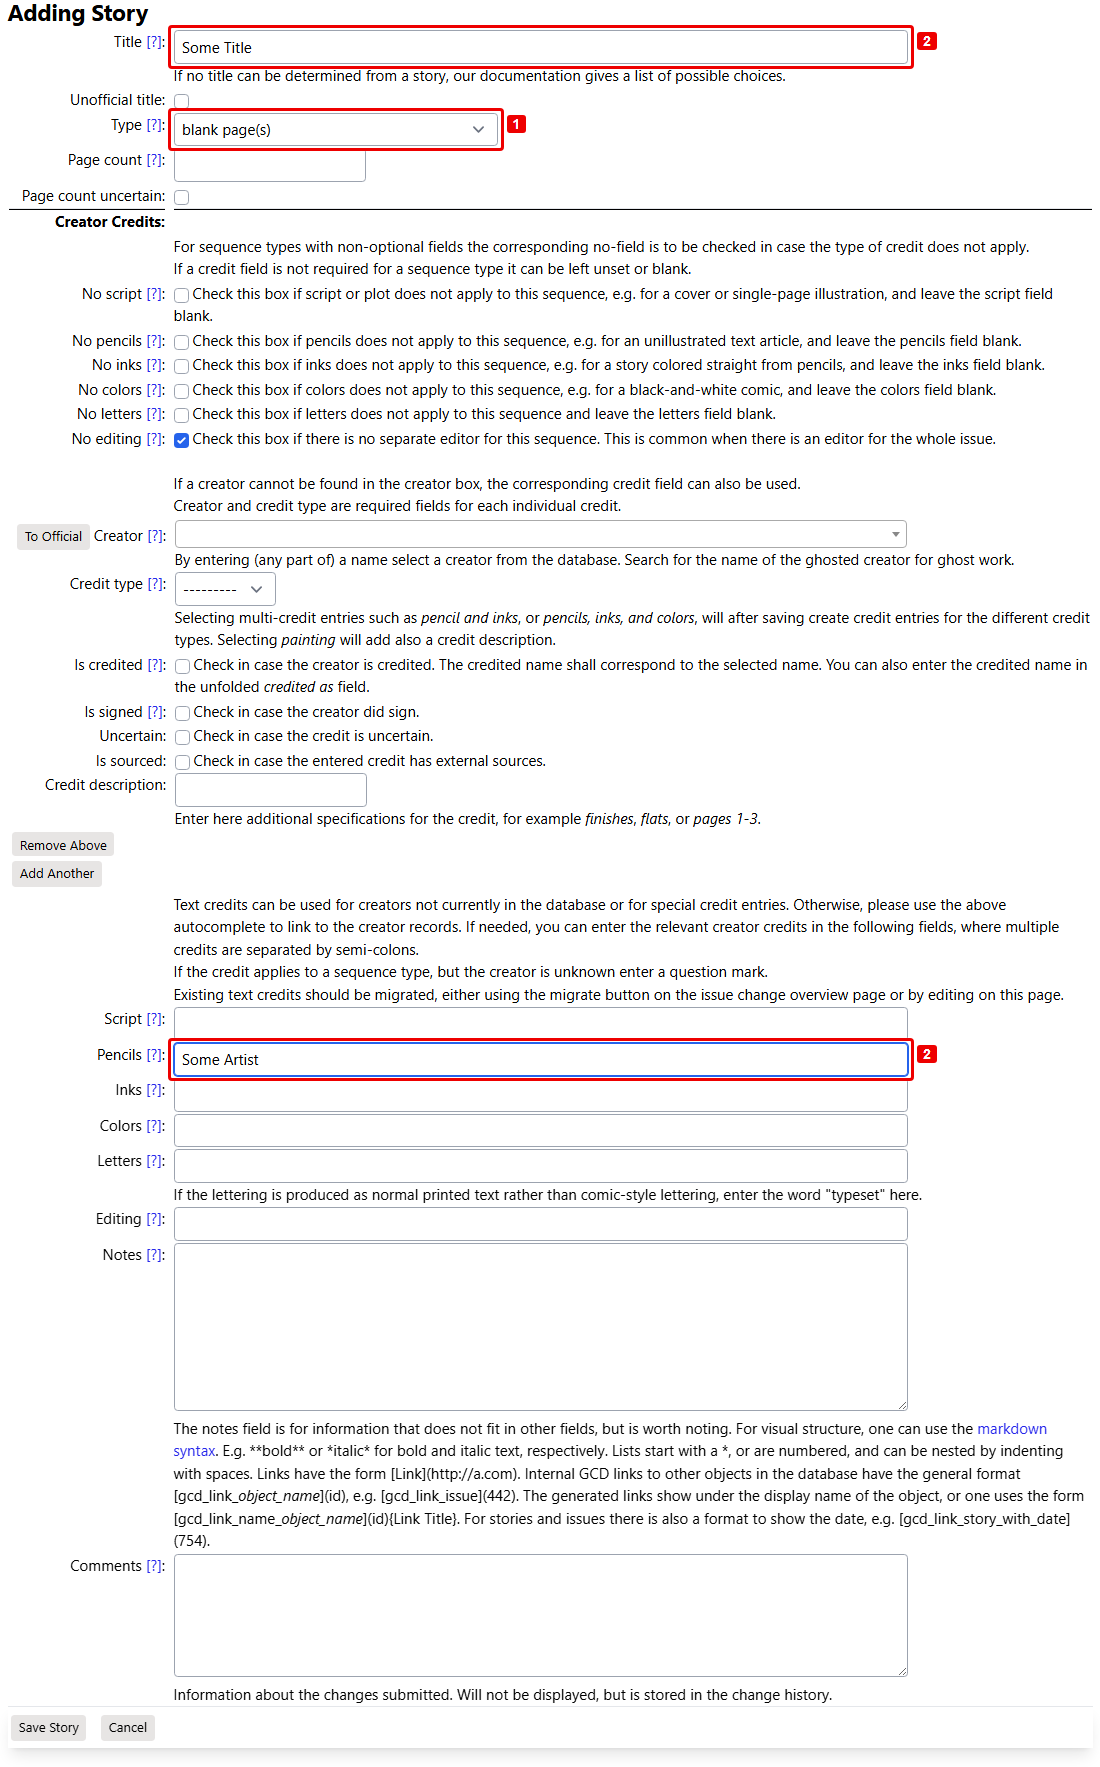 Adding Story
Title [?]: Some Title 2
If no title can be determined from a story, our documentation gives a list of possible choices.
Unofficial title:
Type [?]: blank page(s) 1
Page count [?]:
Page count uncertain:
Creator Credits:
For sequence types with non-optional fields the corresponding no-field is to be checked in case the type of credit does not apply.
If a credit field is not required for a sequence type it can be left unset or blank.
No script [?]: Check this box if script or plot does not apply to this sequence, e.g. for a cover or single-page illustration, and leave the script field
blank.
No pencils [?]: Check this box if pencils does not apply to this sequence, e.g. for an unillustrated text article, and leave the pencils field blank.
No inks [?]: Check this box if inks does not apply to this sequence, e.g. for a story colored straight from pencils, and leave the inks field blank.
No colors [?]: Check this box if colors does not apply to this sequence, e.g. for a black-and-white comic, and leave the colors field blank.
No letters [?]: Check this box if letters does not apply to this sequence and leave the letters field blank.
No editing [?]: Check this box if there is no separate editor for this sequence. This is common when there is an editor for the whole issue.
If a creator cannot be found in the creator box, the corresponding credit field can also be used.
Creator and credit type are required fields for each individual credit.
To Official Creator [?]:
By entering (any part of) a name select a creator from the database. Search for the name of the ghosted creator for ghost work.
Credit type [?]: ---------
Selecting multi-credit entries such as pencil and inks, or pencils, inks, and colors, will after saving create credit entries for the different credit
types. Selecting painting will add also a credit description.
Is credited [?]: Check in case the creator is credited. The credited name shall correspond to the selected name. You can also enter the credited name in
the unfolded credited as field.
Is signed [?]: Check in case the creator did sign.
Uncertain: Check in case the credit is uncertain.
Is sourced: Check in case the entered credit has external sources.
Credit description:
Enter here additional specifications for the credit, for example finishes, flats, or pages 1-3.
Remove Above
Add Another
Text credits can be used for creators not currently in the database or for special credit entries. Otherwise, please use the above
autocomplete to link to the creator records. If needed, you can enter the relevant creator credits in the following fields, where multiple
credits are separated by semi-colons.
If the credit applies to a sequence type, but the creator is unknown enter a question mark.
Existing text credits should be migrated, either using the migrate button on the issue change overview page or by editing on this page.
Script [?]:
Pencils [?]: Some Artist 2
Inks [?]:
Colors [?]:
Letters [?]:
If the lettering is produced as normal printed text rather than comic-style lettering, enter the word "typeset" here.
Editing [?]:
Notes [?]:
The notes field is for information that does not fit in other fields, but is worth noting. For visual structure, one can use the markdown
syntax. E.g. **bold** or *italic* for bold and italic text, respectively. Lists start with a *, or are numbered, and can be nested by indenting
with spaces. Links have the form [Link](http://a.com). Internal GCD links to other objects in the database have the general format
[gcd_link_object_name](id), e.g. [gcd_link_issue](442). The generated links show under the display name of the object, or one uses the form
[gcd_link_name_object_name](id){Link Title}. For stories and issues there is also a format to show the date, e.g. [gcd_link_story_with_date]
(754).
Comments [?]:
Information about the changes submitted. Will not be displayed, but is stored in the change history.
Save Story Cancel